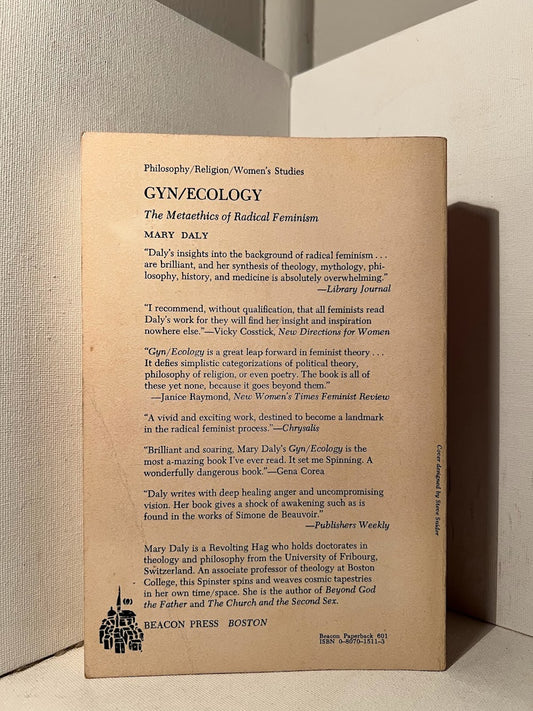 Philosophy/Religion/Women's Studies
GYN/ECOLOGY
The Metaethics of Radical Feminism
MARY DALY
"Daly's insights into the background of radical feminism . . .
are brilliant, and her synthesis of theology, mythology, phi-
losophy, history, and medicine is absolutely overwhelming."
—Library Journal
"I recommend, without qualification, that all feminists read
Daly's work for they will find her insight and inspiration
nowhere else."—Vicky Cosstick, New Directions for Women
"Gyn/Ecology is a great leap forward in feminist theory . . .
It defies simplistic categorizations of political theory,
philosophy of religion, or even poetry. The book is all of
these yet none, because it goes beyond them."
—Janice Raymond, New Women's Times Feminist Review
"A vivid and exciting work, destined to become a landmark
in the radical feminist process."—Chrysalis
"Brilliant and soaring, Mary Daly's Gyn/Ecology is the
most a-mazing book I've ever read. It set me Spinning. A
wonderfully dangerous book."—Gena Corea
"Daly writes with deep healing anger and uncompromising
vision. Her book gives a shock of awakening such as is
found in the works of Simone de Beauvoir."
—Publishers Weekly
Mary Daly is a Revolting Hag who holds doctorates in
theology and philosophy from the University of Fribourg,
Switzerland. An associate professor of theology at Boston
College, this Spinster spins and weaves cosmic tapestries
in her own time/space. She is the author of Beyond God
the Father and The Church and the Second Sex.
BEACON PRESS BOSTON
Beacon Paperback 601
ISBN 0-8070-1511-5
Cover designed by Steve Snider